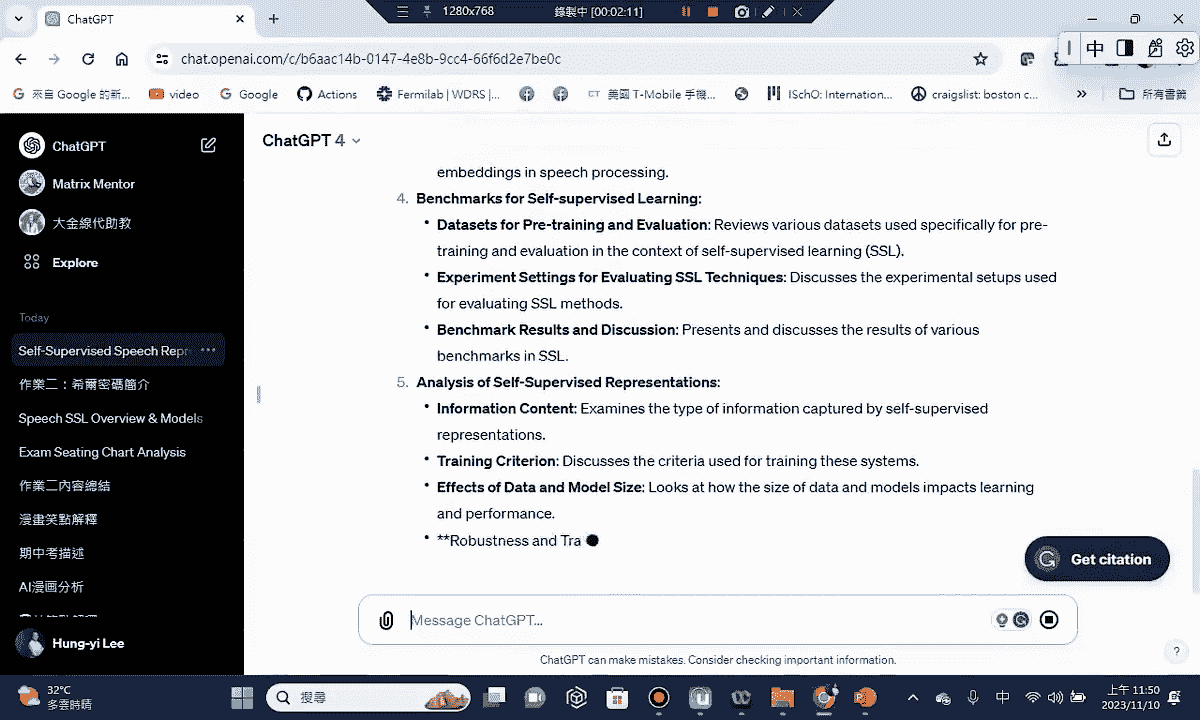 1280x768 錄製中 [00:02:11]
ChatGPT
chat.openai.com/c/b6aac14b-0147-4e8b-9cc4-66f6d2e7be0c
中
來自 Google 的新... video Google Actions Fermilab | WDRS |... CT 美國 T-Mobile 手機... ISchO: Internation... craigslist: boston c... » 所有書籤
ChatGPT
Matrix Mentor
大金線代助教
Explore
Today
Self-Supervised Speech Repr
作業二：希爾密碼簡介
Speech SSL Overview & Models
Exam Seating Chart Analysis
作業二內容總結
漫畫笑點解釋
期中考描述
AI漫画分析
Hung-yi Lee
ChatGPT 4
embeddings in speech processing.
4. Benchmarks for Self-supervised Learning:
• Datasets for Pre-training and Evaluation: Reviews various datasets used specifically for pre-
training and evaluation in the context of self-supervised learning (SSL).
• Experiment Settings for Evaluating SSL Techniques: Discusses the experimental setups used
for evaluating SSL methods.
• Benchmark Results and Discussion: Presents and discusses the results of various
benchmarks in SSL.
5. Analysis of Self-Supervised Representations:
• Information Content: Examines the type of information captured by self-supervised
representations.
• Training Criterion: Discusses the criteria used for training these systems.
• Effects of Data and Model Size: Looks at how the size of data and models impacts learning
and performance.
• **Robustness and Tra
Get citation
Message ChatGPT...
ChatGPT can make mistakes. Consider checking important information.
?
32°C
多雲時晴
搜尋
中
上午 11:50
2023/11/10